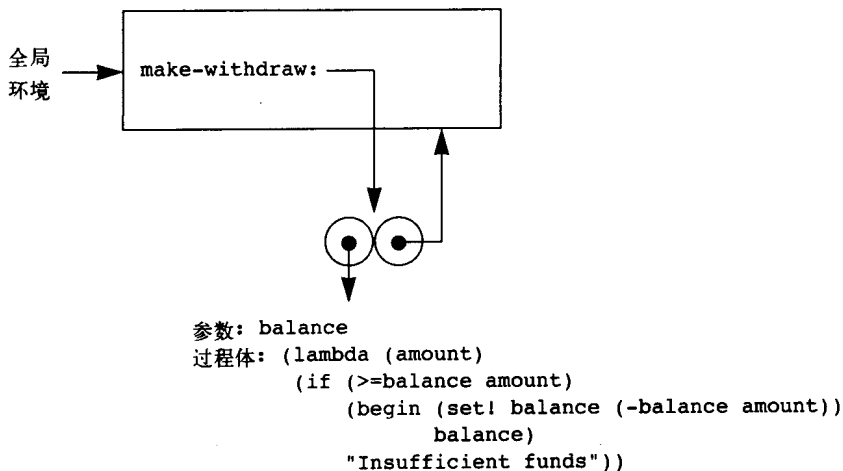 全局
环境
make-withdraw:
参数: balance
过程体: (lambda (amount)
(if (>=balance amount)
(begin (set! balance (-balance amount))
balance)
"Insufficient funds"))